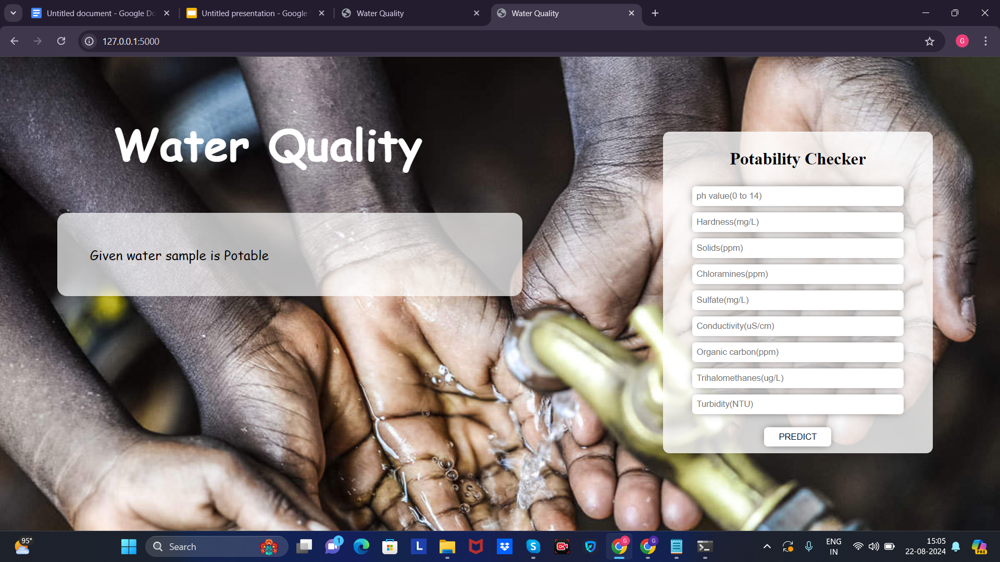 Untitled document - Google Do
Untitled presentation - Google
Water Quality
Water Quality
127.0.0.1:5000
G
Water Quality
Given water sample is Potable
Potability Checker
ph value(0 to 14)
Hardness(mg/L)
Solids(ppm)
Chloramines(ppm)
Sulfate(mg/L)
Conductivity(uS/cm)
Organic carbon(ppm)
Trihalomethanes(ug/L)
Turbidity(NTU)
PREDICT
95°
Search
1
L
S
G
G
ENG
IN
15:05
22-08-2024
PRE